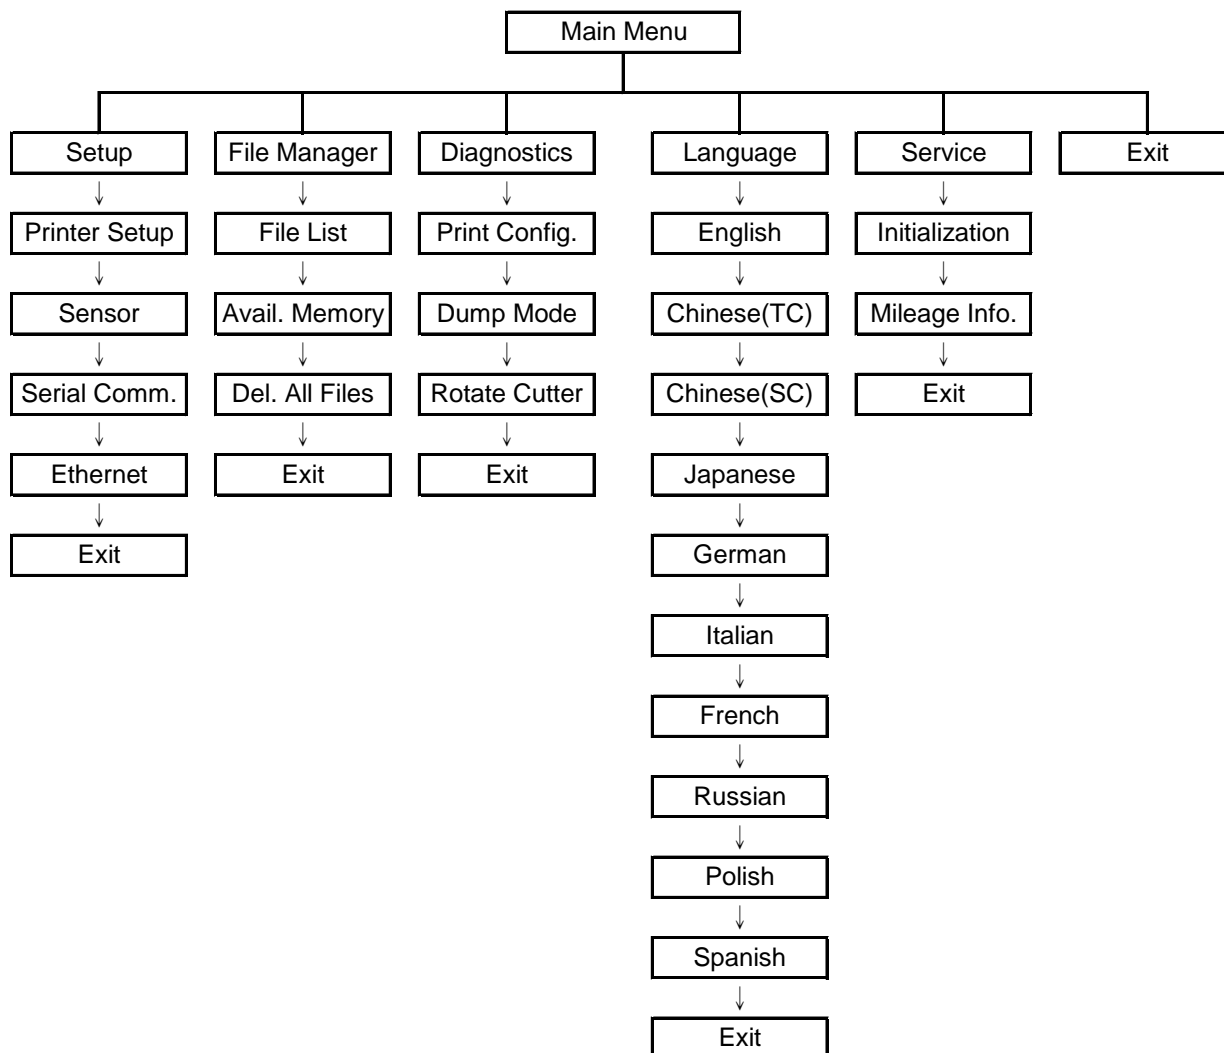 Main Menu
Setup
File Manager
Diagnostics
Language
Service
Exit
Printer Setup
File List
Print Config.
English
Initialization
Sensor
Avail. Memory
Dump Mode
Chinese(TC)
Mileage Info.
Serial Comm.
Del. All Files
Rotate Cutter
Chinese(SC)
Exit
Ethernet
Exit
Exit
Japanese
Exit
German
Italian
French
Russian
Polish
Spanish
Exit